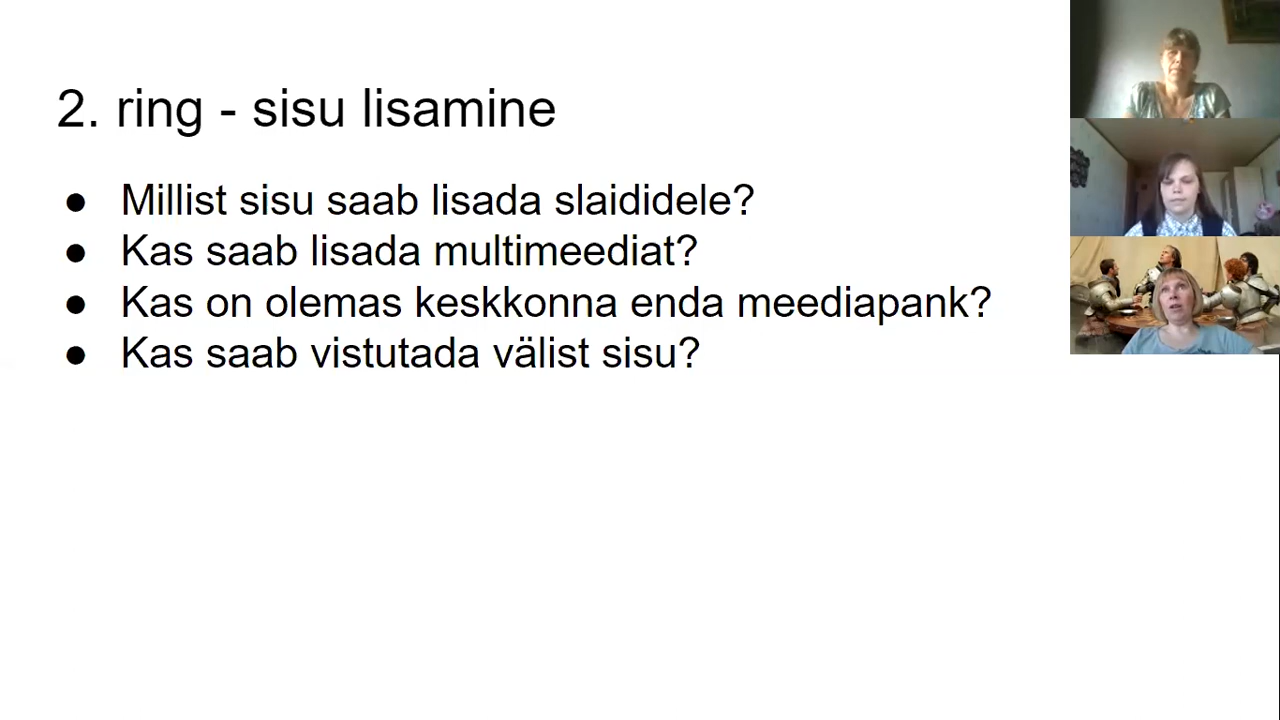 2. ring - sisu lisamine
● Millist sisu saab lisada slaididele?
● Kas saab lisada multimeediat?
● Kas on olemas keskkonna enda meediapank?
● Kas saab vistutada välist sisu?